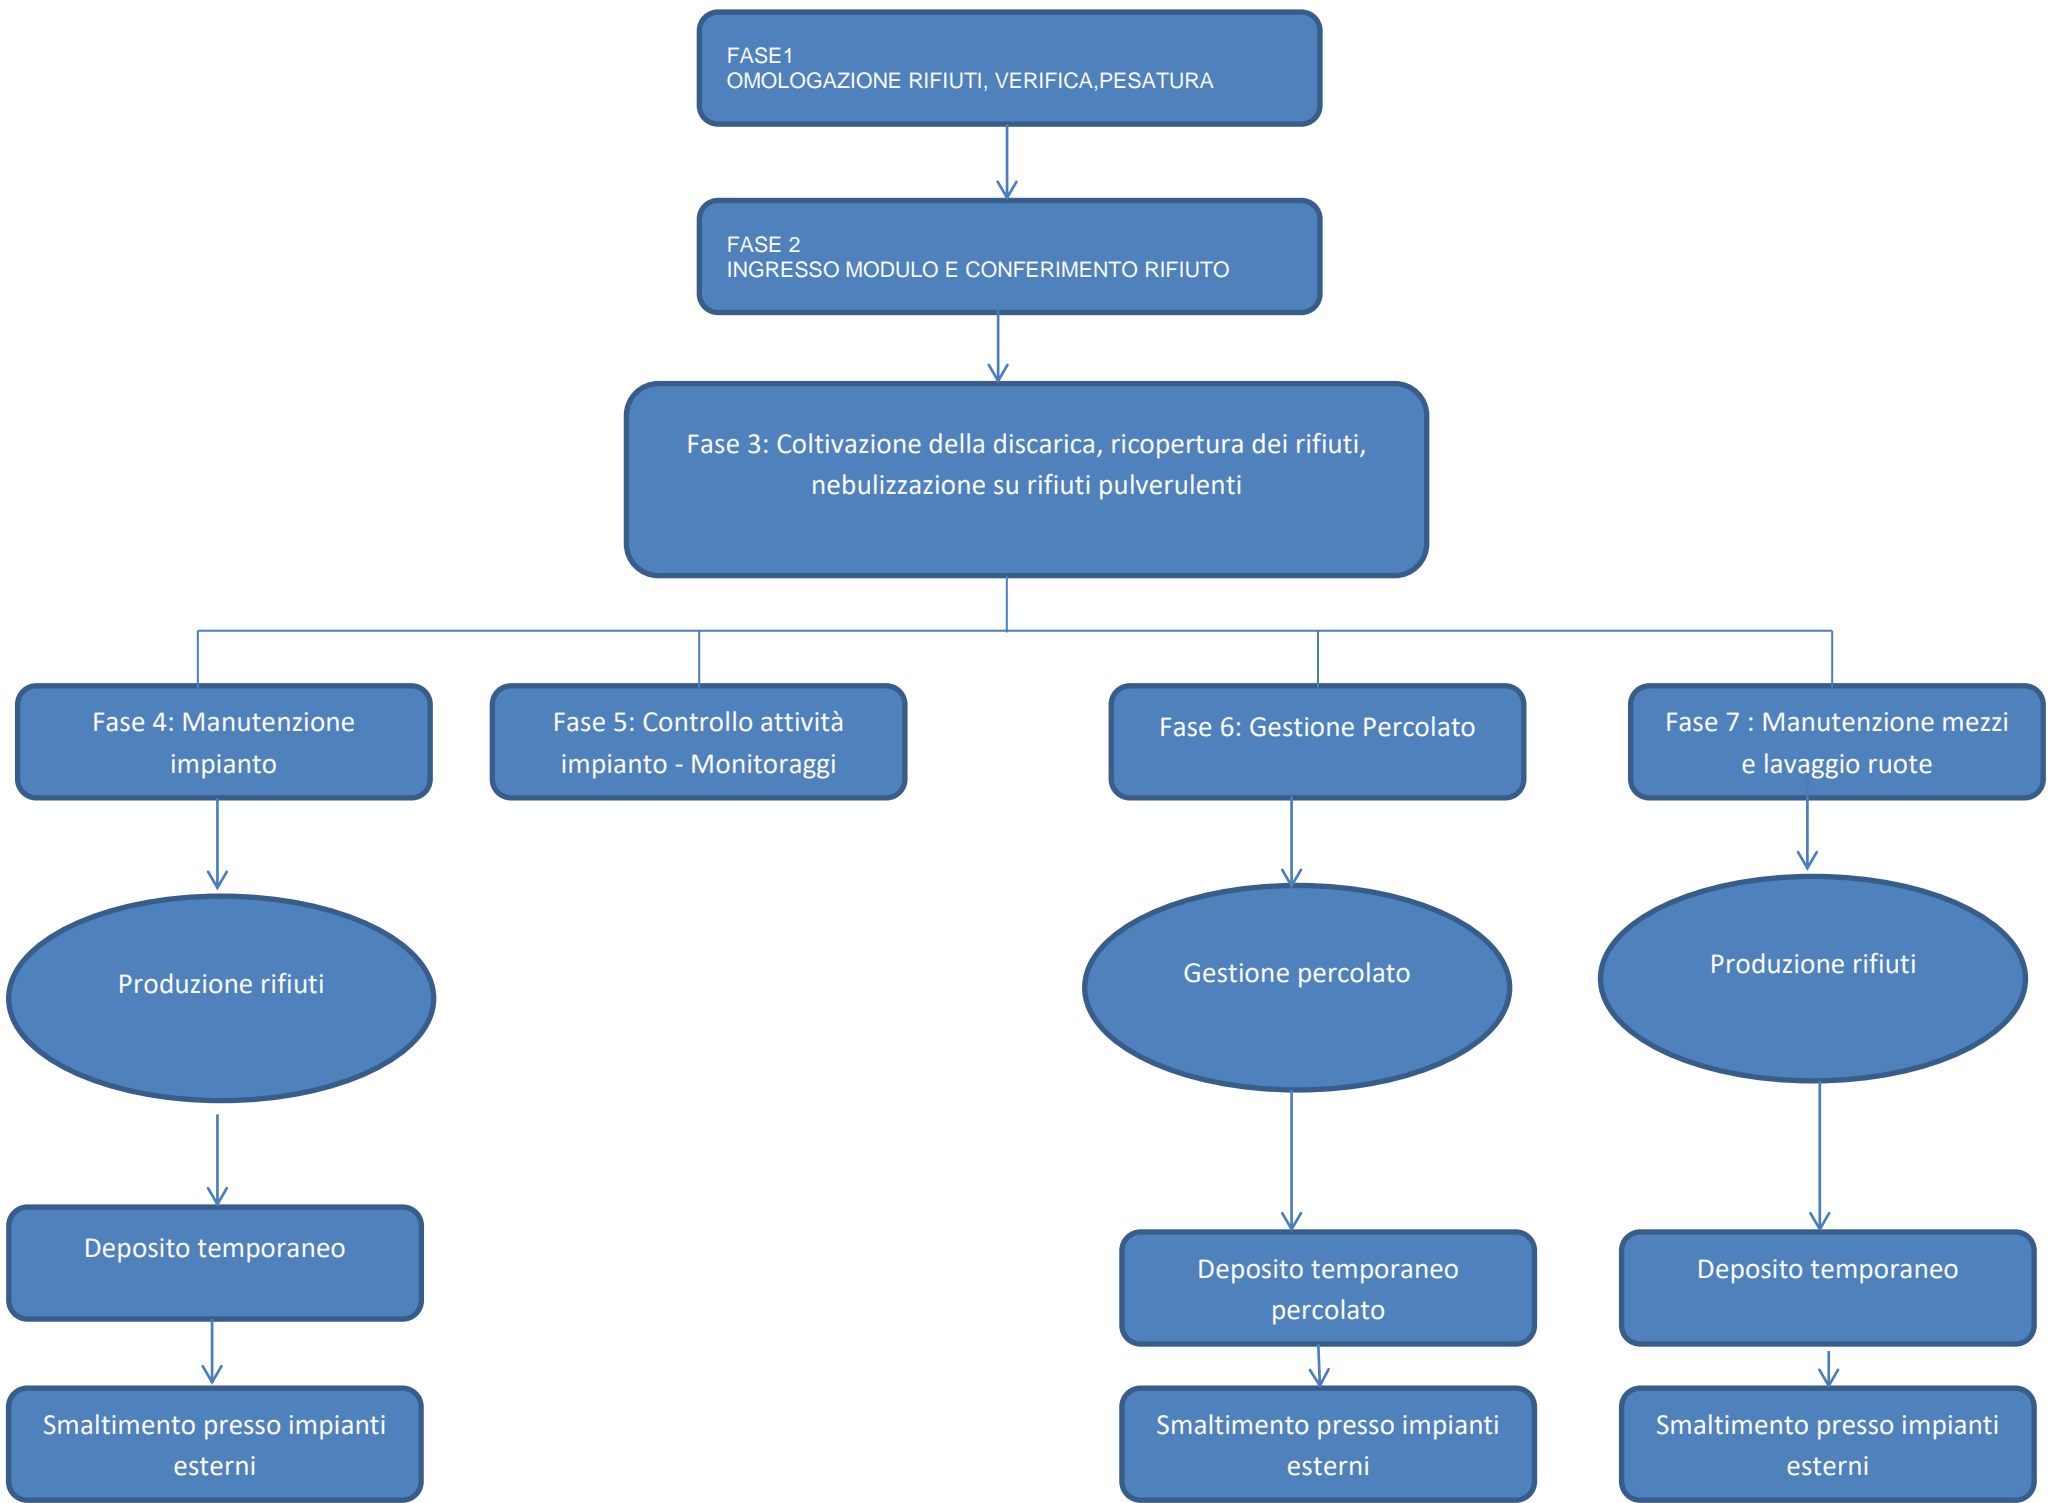 FASE1
OMOLOGAZIONE RIFIUTI, VERIFICA,PESATURA
FASE 2
INGRESSO MODULO E CONFERIMENTO RIFIUTO
Fase 3: Coltivazione della discarica, ricopertura dei rifiuti,
nebulizzazione su rifiuti pulverulenti
Fase 4: Manutenzione
impianto
Fase 5: Controllo attività
impianto - Monitoraggi
Fase 6: Gestione Percolato
Fase 7 : Manutenzione mezzi
e lavaggio ruote
Produzione rifiuti
Gestione percolato
Produzione rifiuti
Deposito temporaneo
Deposito temporaneo
percolato
Deposito temporaneo
Smaltimento presso impianti
esterni
Smaltimento presso impianti
esterni
Smaltimento presso impianti
esterni